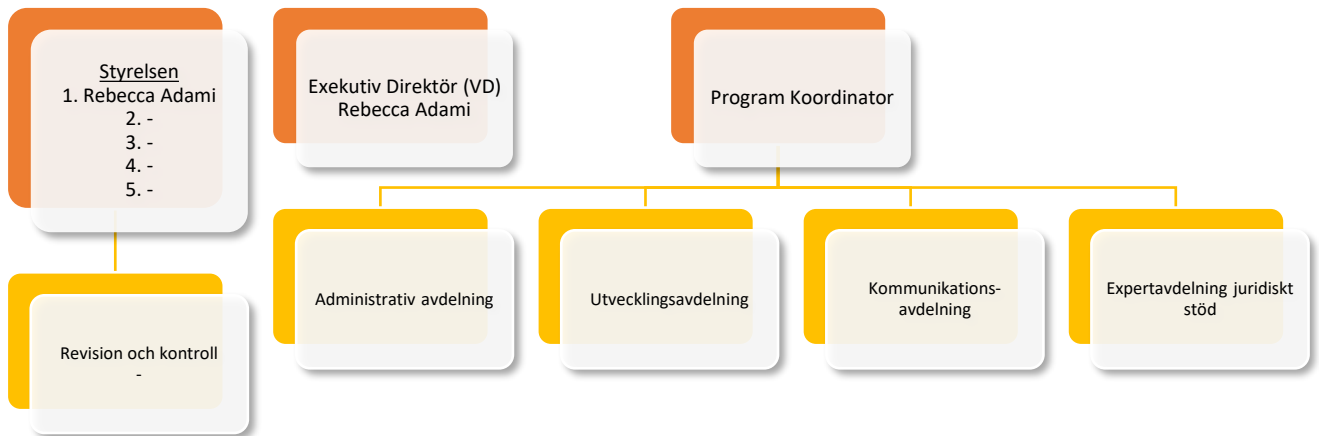 Styrelsen
1. Rebecca Adami
2. -
3. -
4. -
5. -
Exekutiv Direktör (VD)
Rebecca Adami
Program Koordinator
Revision och kontroll
-
Administrativ avdelning
Utvecklingsavdelning
Kommunikations-
avdelning
Expertavdelning juridiskt
stöd